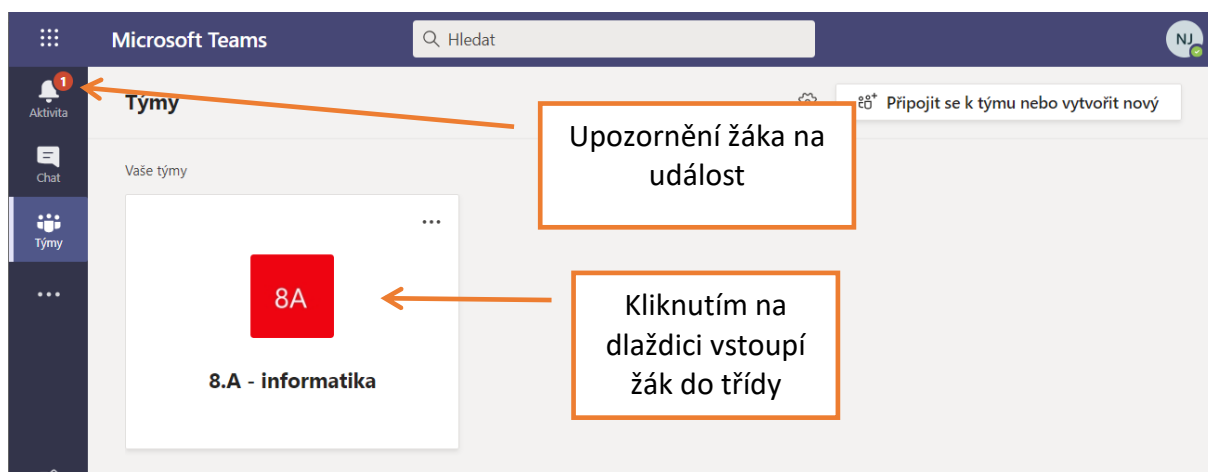 Microsoft Teams
Hledat
NJ
1
Aktivita
Týmy
Připojit se k týmu nebo vytvořit nový
Upozornění žáka na
událost
Chat
Vaše týmy
Týmy
8A
8.A - informatika
Kliknutím na
dlaždici vstoupí
žák do třídy